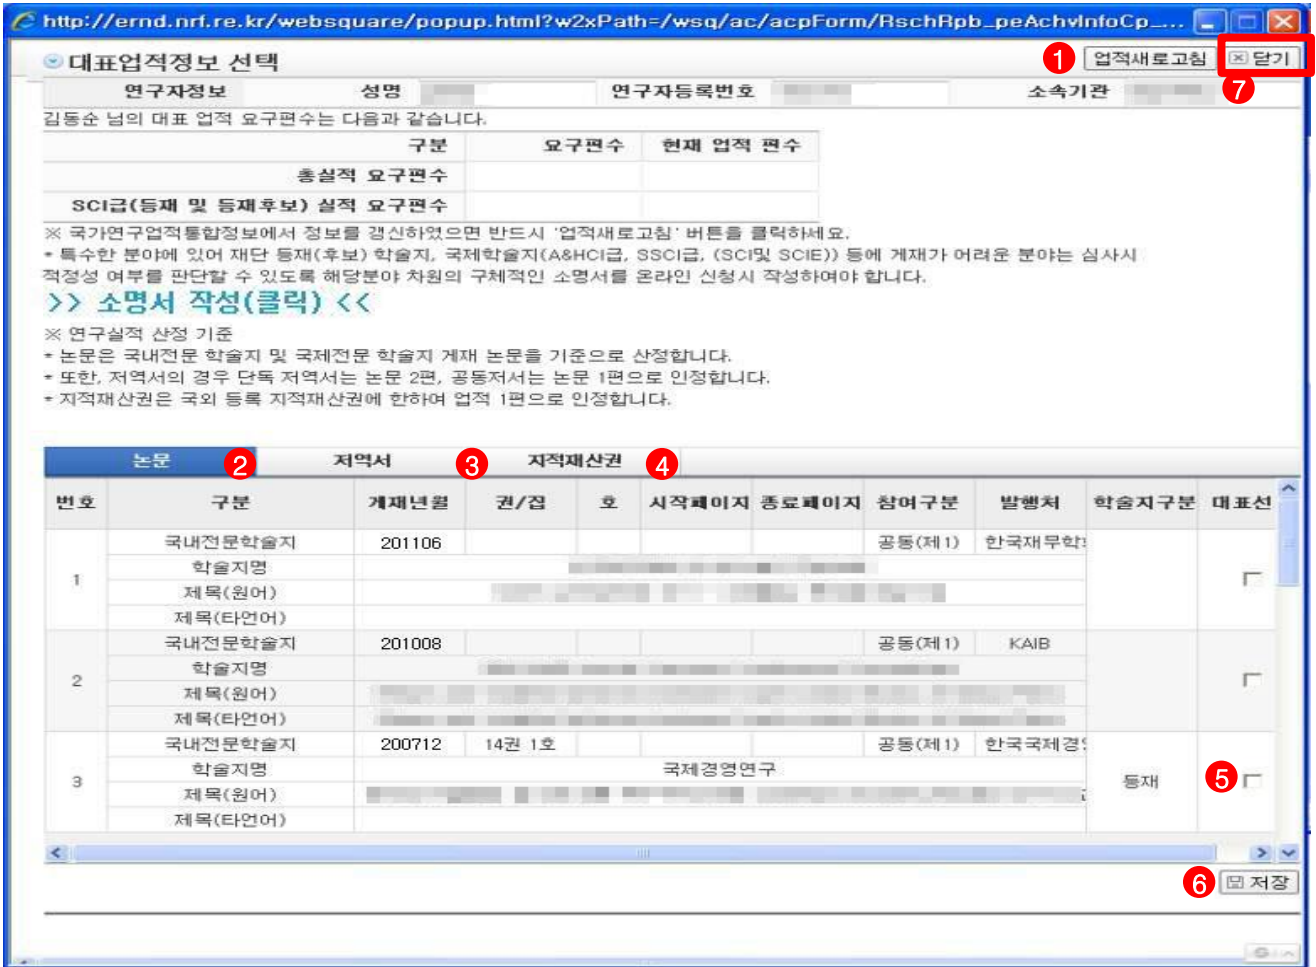 http://ernd.nrf.re.kr/websquare/popup.html?w2xPath=/wsq/ac/acpForm/RschRpb_peAchvInfoCp_...
대표업적정보 선택
1 업적새로고침 닫기
7
연구자정보 성명 연구자등록번호 소속기관
김동순 님의 대표 업적 요구편수는 다음과 같습니다.
구분 요구편수 현재 업적 편수
총실적 요구편수
SCI급(등재 및 등재후보) 실적 요구편수
※ 국가연구업적통합정보에서 정보를 갱신하였으면 반드시 '업적새로고침' 버튼을 클릭하세요.
* 특수한 분야에 있어 재단 등재(후보) 학술지, 국제학술지(A&HCI급, SSCI급, (SCI및 SCIE)) 등에 게재가 어려운 분야는 심사시
적정성 여부를 판단할 수 있도록 해당분야 차원의 구체적인 소명서를 온라인 신청시 작성하여야 합니다.
>> 소명서 작성(클릭) <<
※ 연구실적 산정 기준
* 논문은 국내전문 학술지 및 국제전문 학술지 게재 논문을 기준으로 산정합니다.
* 또한, 저역서의 경우 단독 저역서는 논문 2편, 공동저서는 논문 1편으로 인정합니다.
* 지적재산권은 국외 등록 지적재산권에 한하여 업적 1편으로 인정합니다.
논문 2 저역서 3 지적재산권 4
번호 구분 게재년월 권/집 호 시작페이지 종료페이지 참여구분 발행처 학술지구분 대표선
국내전문학술지 201106 공동(제1) 한국재무학회
학술지명
1
제목(원어)
제목(타언어)
국내전문학술지 201008 공동(제1) KAIB
학술지명
2
제목(원어)
제목(타언어)
국내전문학술지 200712 14권 1호 공동(제1) 한국국제경영
학술지명 국제경영연구
3 등재 5
제목(원어)
제목(타언어)
6 저장